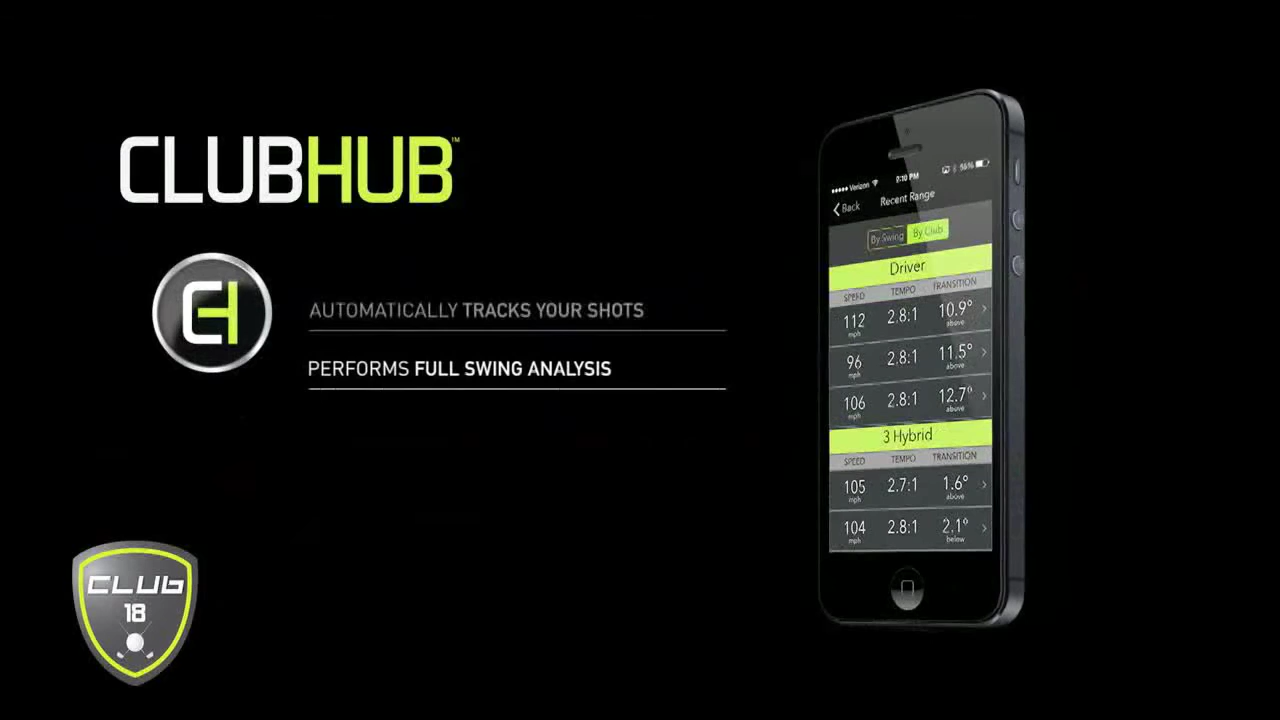 CLUBHUB™
CH
AUTOMATICALLY TRACKS YOUR SHOTS
PERFORMS FULL SWING ANALYSIS
CLUB
18
Verizon 9:10 PM 56%
Back Recent Range
By Swing By Club
Driver
SPEED TEMPO TRANSITION
112 mph 2.8:1 10.9° above
96 mph 2.8:1 11.5° above
106 mph 2.8:1 12.7° above
3 Hybrid
SPEED TEMPO TRANSITION
105 mph 2.7:1 1.6° above
104 mph 2.8:1 2.1° below